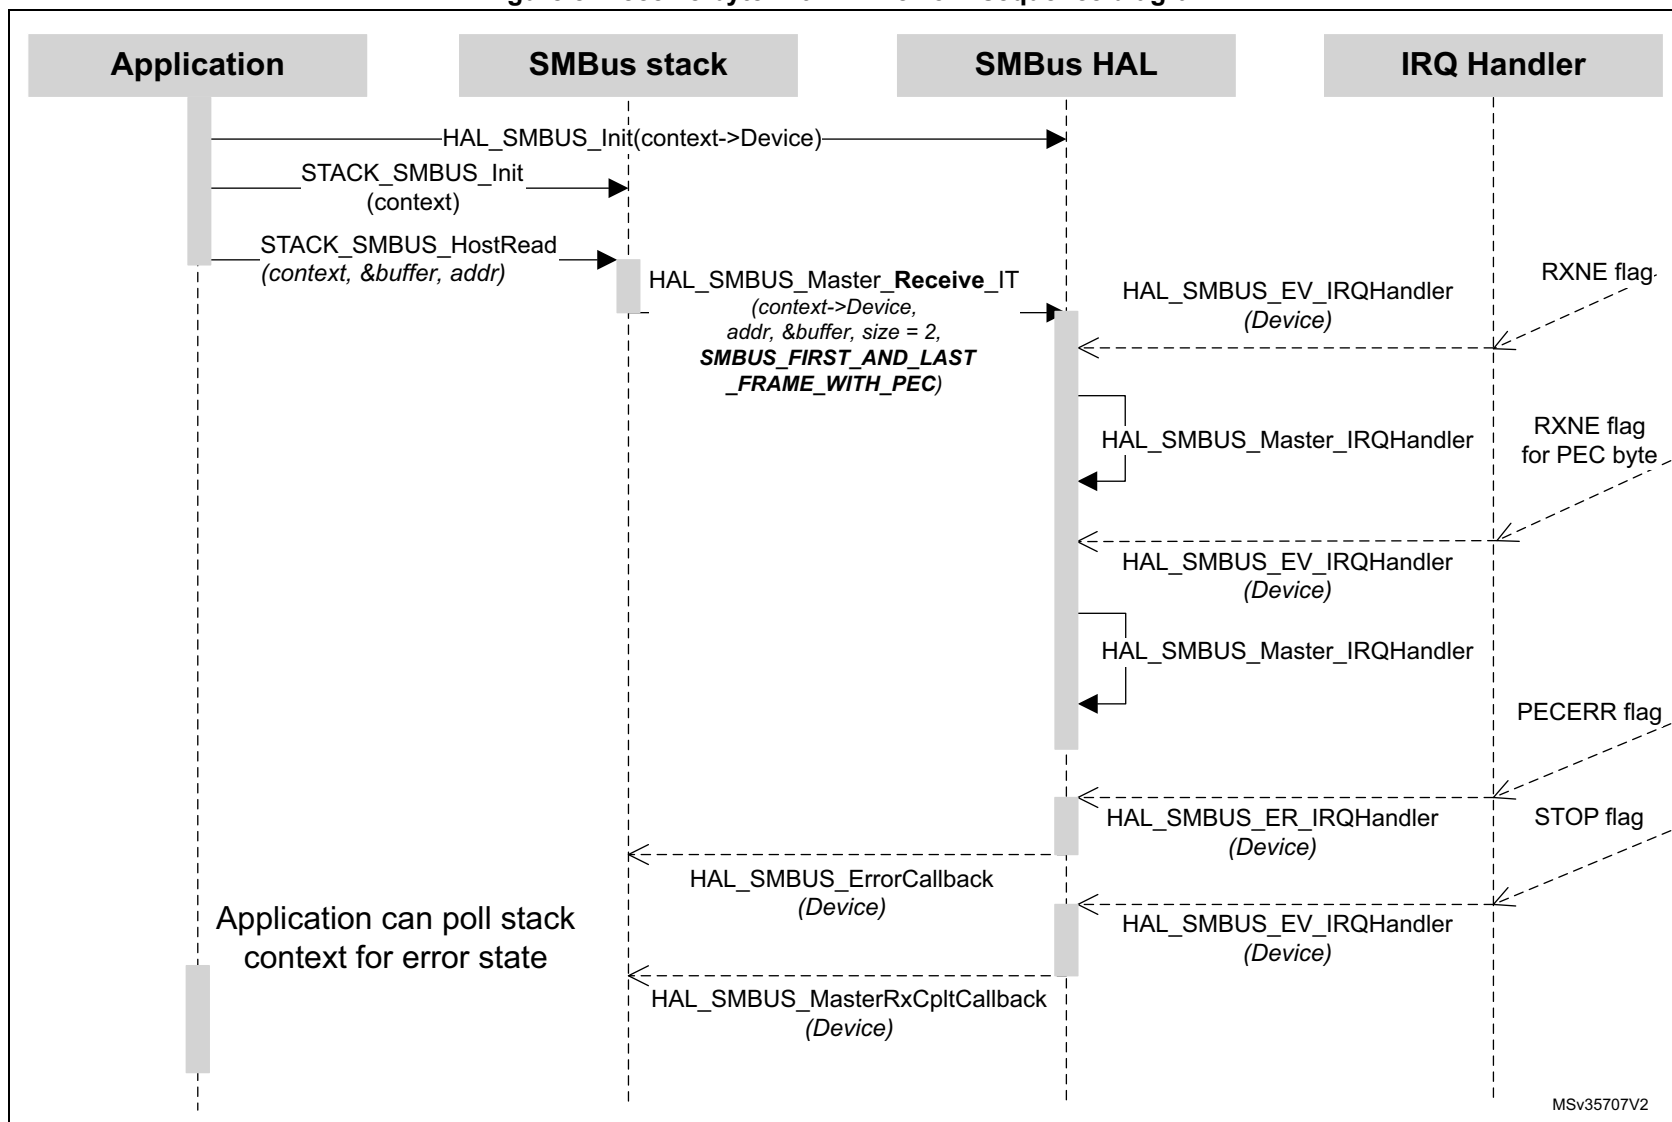 Application
SMBus stack
SMBus HAL
IRQ Handler
HAL_SMBUS_Init(context->Device)
STACK_SMBUS_Init
(context)
STACK_SMBUS_HostRead
(context, &buffer, addr)
HAL_SMBUS_Master_Receive_IT
(context->Device,
addr, &buffer, size = 2,
SMBUS_FIRST_AND_LAST
_FRAME_WITH_PEC)
RXNE flag
HAL_SMBUS_EV_IRQHandler
(Device)
HAL_SMBUS_Master_IRQHandler
RXNE flag
for PEC byte
HAL_SMBUS_EV_IRQHandler
(Device)
HAL_SMBUS_Master_IRQHandler
PECERR flag
HAL_SMBUS_ER_IRQHandler
(Device)
STOP flag
HAL_SMBUS_ErrorCallback
(Device)
HAL_SMBUS_EV_IRQHandler
(Device)
Application can poll stack
context for error state
HAL_SMBUS_MasterRxCpltCallback
(Device)
MSv35707V2